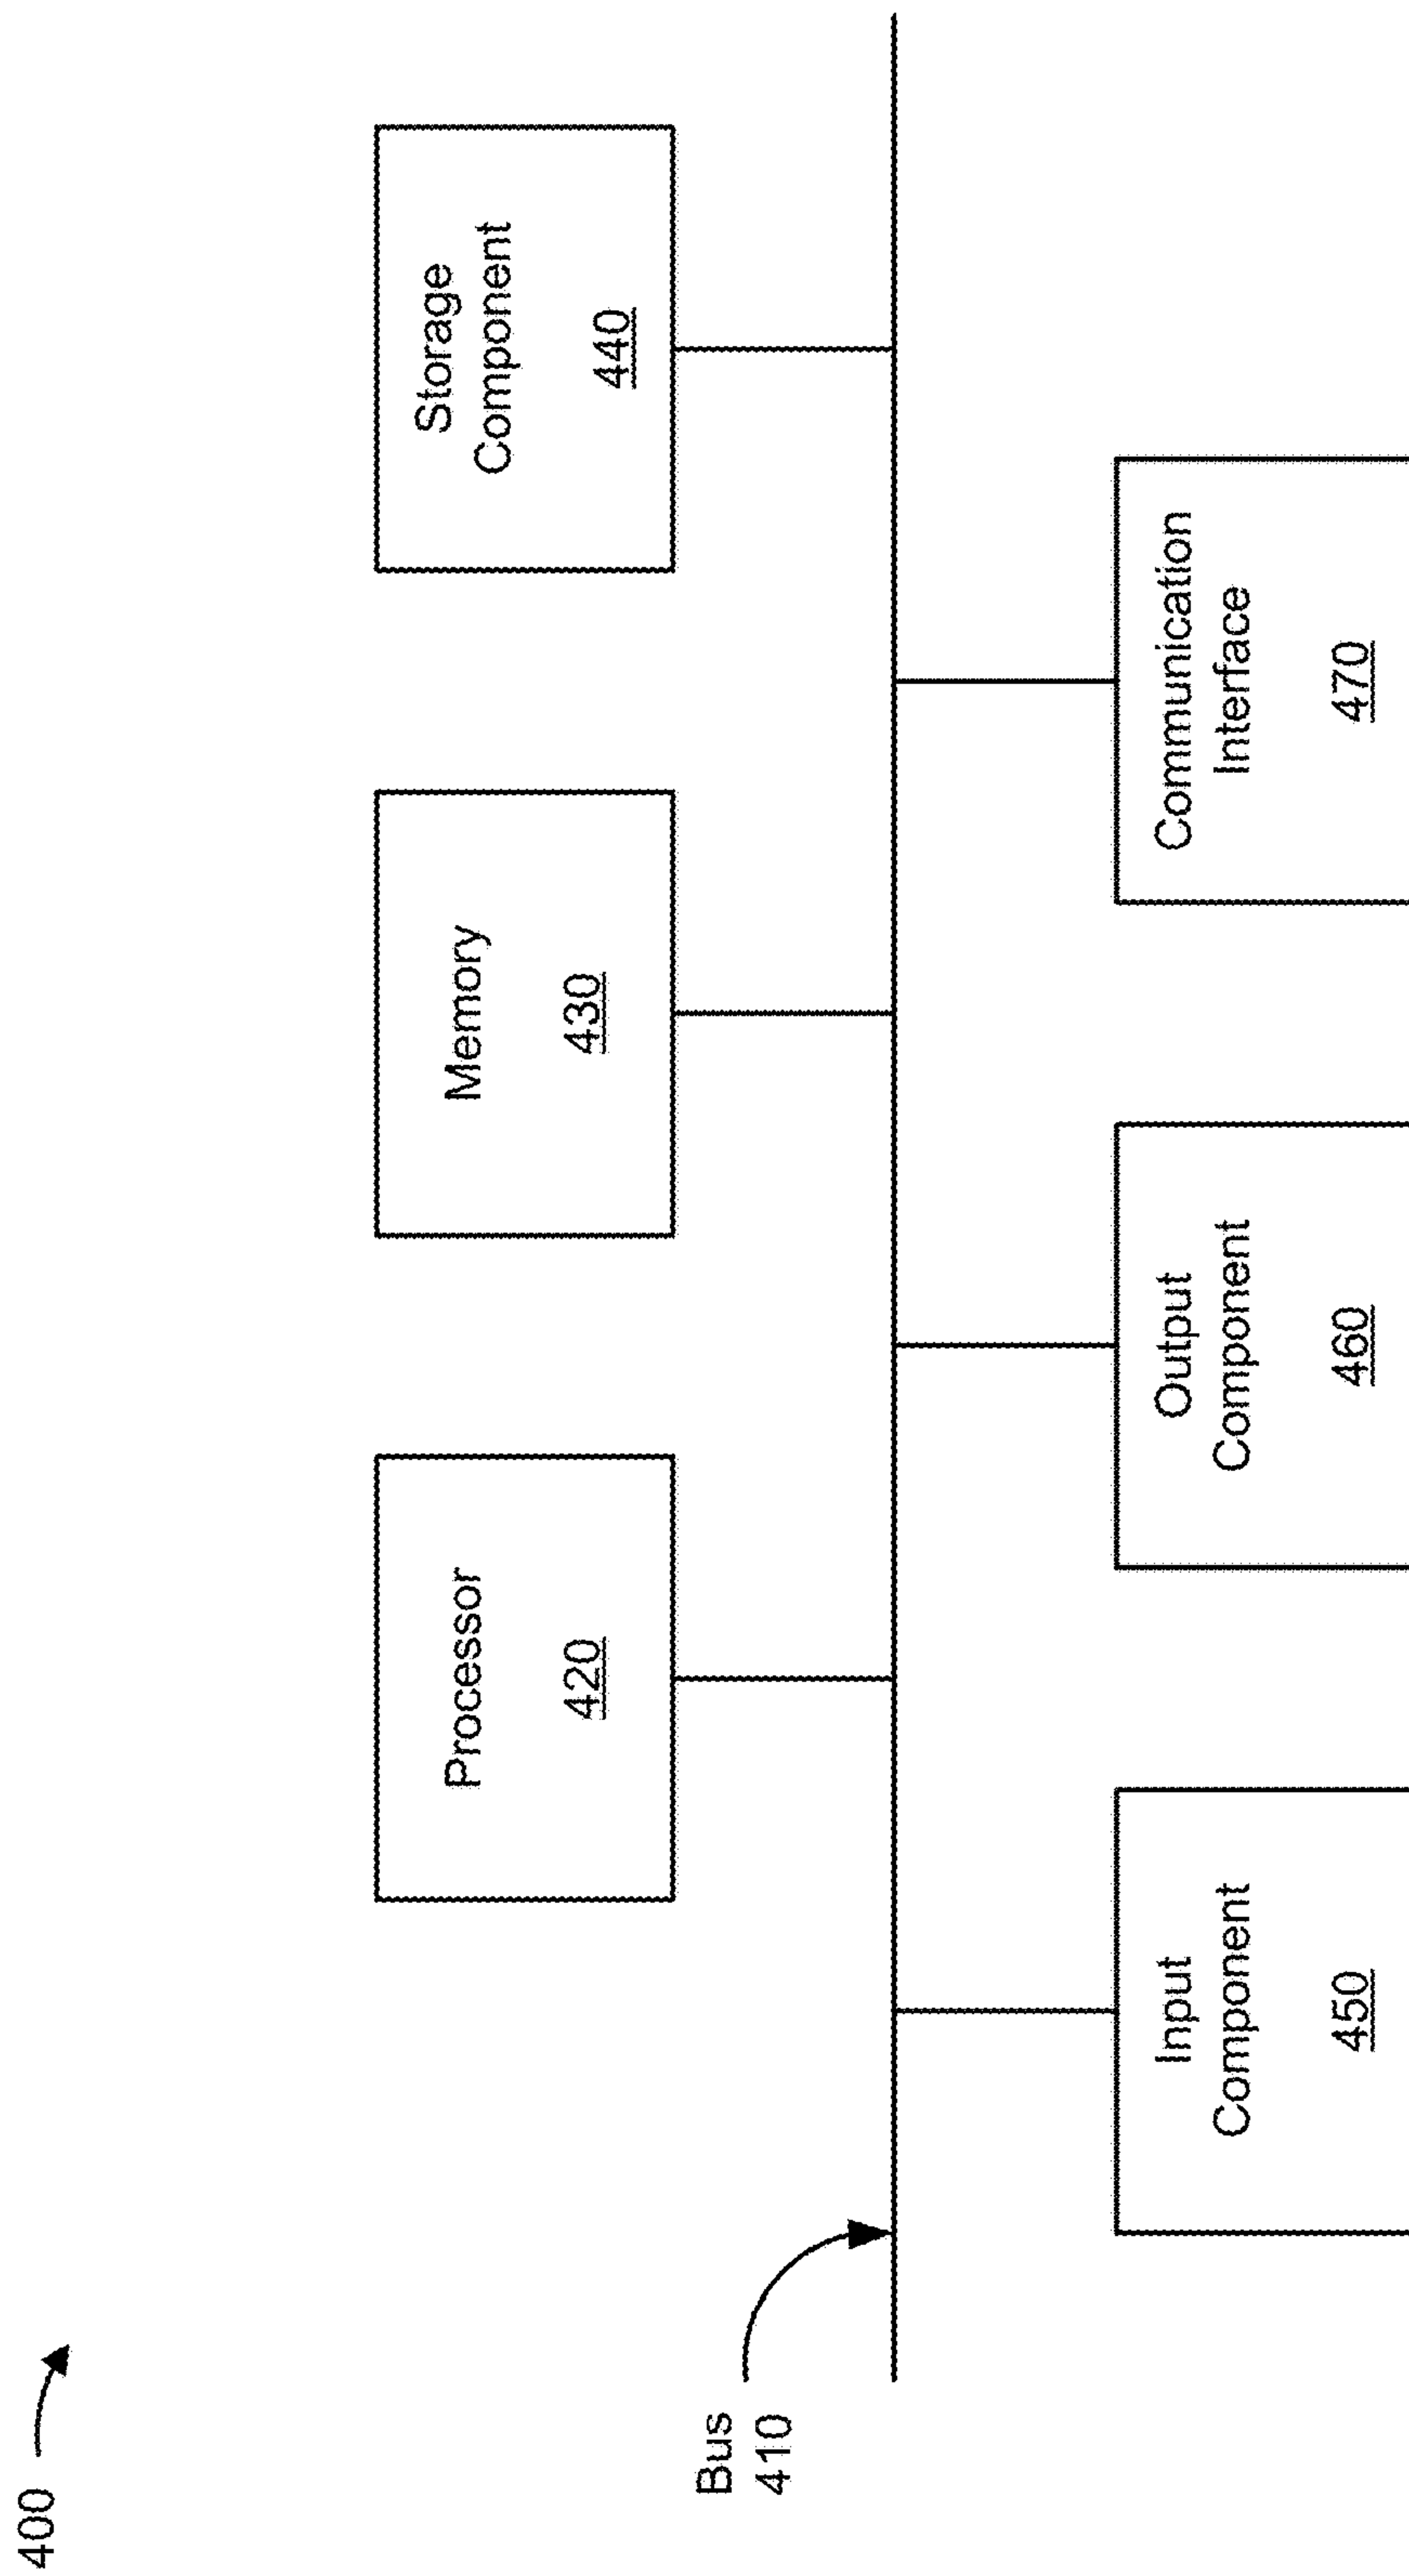 400
Processor
420
Memory
430
Storage
Component
440
Bus
410
Input
Component
450
Output
Component
460
Communication
Interface
470